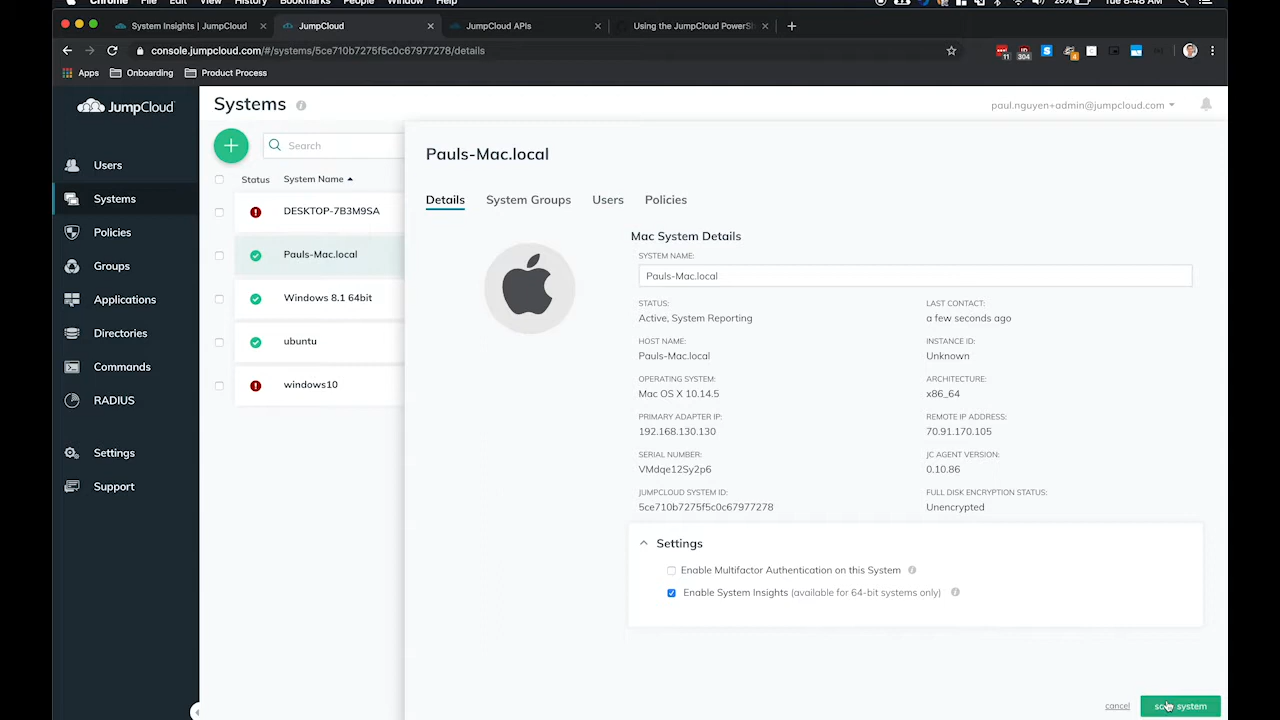 Chrome File Edit View History Bookmarks People Window Help
Tue 8:48 AM
System Insights | JumpCloud
JumpCloud
JumpCloud APIs
Using the JumpCloud PowerSh
console.jumpcloud.com/#/systems/5ce710b7275f5c0c67977278/details
11
304
4
Apps
Onboarding
Product Process
JumpCloud
Users
Systems
Policies
Groups
Applications
Directories
Commands
RADIUS
Settings
Support
Systems
paul.nguyen+admin@jumpcloud.com
Search
Status
System Name
DESKTOP-7B3M9SA
Pauls-Mac.local
Windows 8.1 64bit
ubuntu
windows10
Pauls-Mac.local
Details
System Groups
Users
Policies
Mac System Details
SYSTEM NAME:
Pauls-Mac.local
STATUS:
Active, System Reporting
LAST CONTACT:
a few seconds ago
HOST NAME:
Pauls-Mac.local
INSTANCE ID:
Unknown
OPERATING SYSTEM:
Mac OS X 10.14.5
ARCHITECTURE:
x86_64
PRIMARY ADAPTER IP:
192.168.130.130
REMOTE IP ADDRESS:
70.91.170.105
SERIAL NUMBER:
VMdqe12Sy2p6
JC AGENT VERSION:
0.10.86
JUMPCLOUD SYSTEM ID:
5ce710b7275f5c0c67977278
FULL DISK ENCRYPTION STATUS:
Unencrypted
Settings
Enable Multifactor Authentication on this System
Enable System Insights (available for 64-bit systems only)
cancel
save system